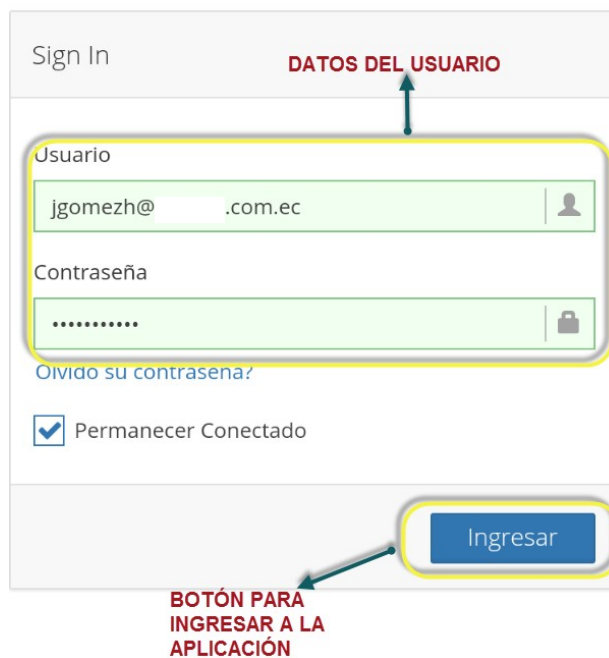 Sign In
DATOS DEL USUARIO
Usuario
jgomezh@ .com.ec
Contraseña
•••••••••••
Olvido su contrasena?
Permanecer Conectado
Ingresar
BOTÓN PARA
INGRESAR A LA
APLICACIÓN